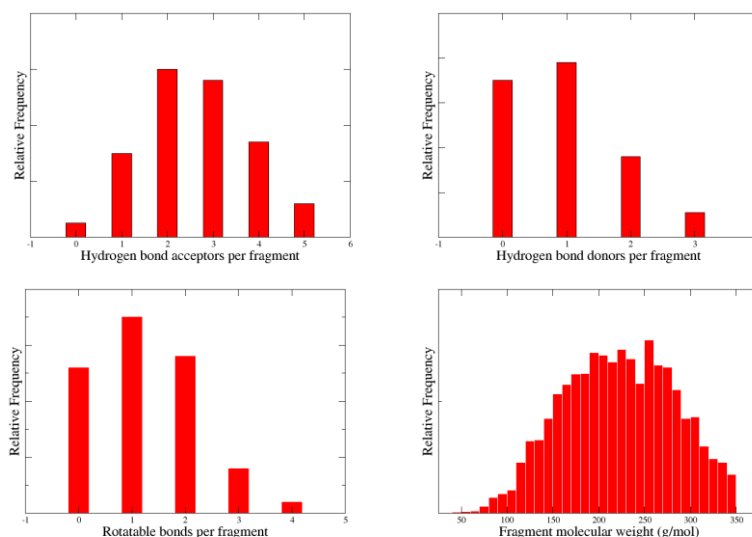 Relative Frequency
-1 0 1 2 3 4 5 6
Hydrogen bond acceptors per fragment
Relative Frequency
-1 0 1 2 3
Hydrogen bond donors per fragment
Relative Frequency
-1 0 1 2 3 4 5
Rotatable bonds per fragment
Relative Frequency
50 100 150 200 250 300 350
Fragment molecular weight (g/mol)